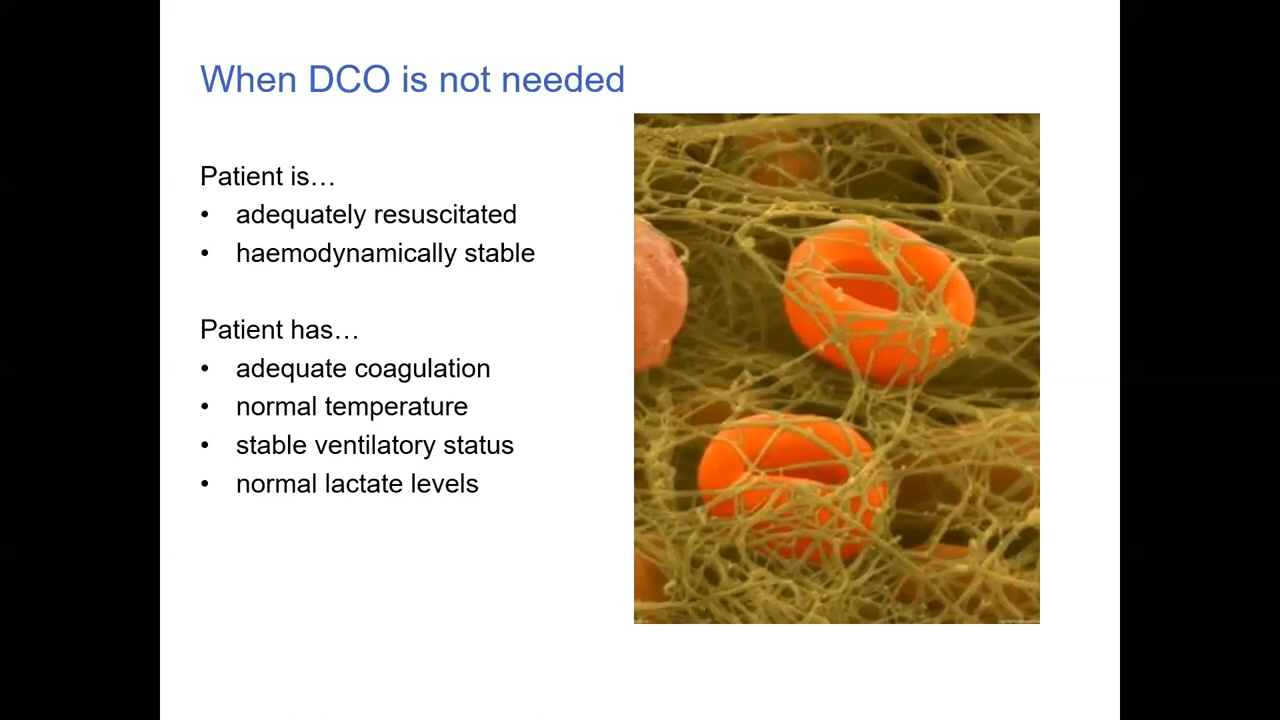 When DCO is not needed
Patient is…
• adequately resuscitated
• haemodynamically stable
Patient has…
• adequate coagulation
• normal temperature
• stable ventilatory status
• normal lactate levels